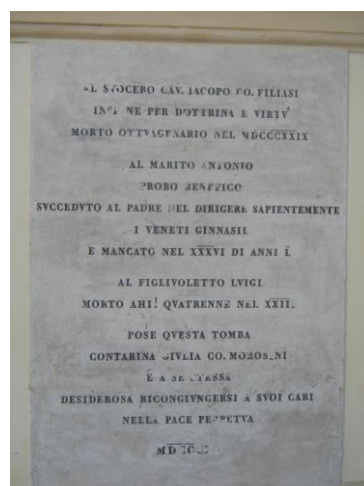 SVOCERO CAV. IACOPO CO. FILIASI
PER DOTTRINA E VIRTV'
MORTO OTTVAGENARIO NEL MDCCCXXIX
AL MARITO ANTONIO
PROBO BENEFICO
SVCCEDVTO AL PADRE NEL DIRIGERE SAPIENTEMENTE
I VENETI GINNASII
E MANCATO NEL XXXVI DI ANNI L
AL FIGLIVOLETTO LVIGI
MORTO AHI! QVATRENNE NEL XXII.
POSE QVESTA TOMBA
CONTARINA GIVLIA CO. MOROSINI
E A SE STESSA
DESIDEROSA RICONGIVNGERSI A SVOI CARI
NELLA PACE PERPETVA